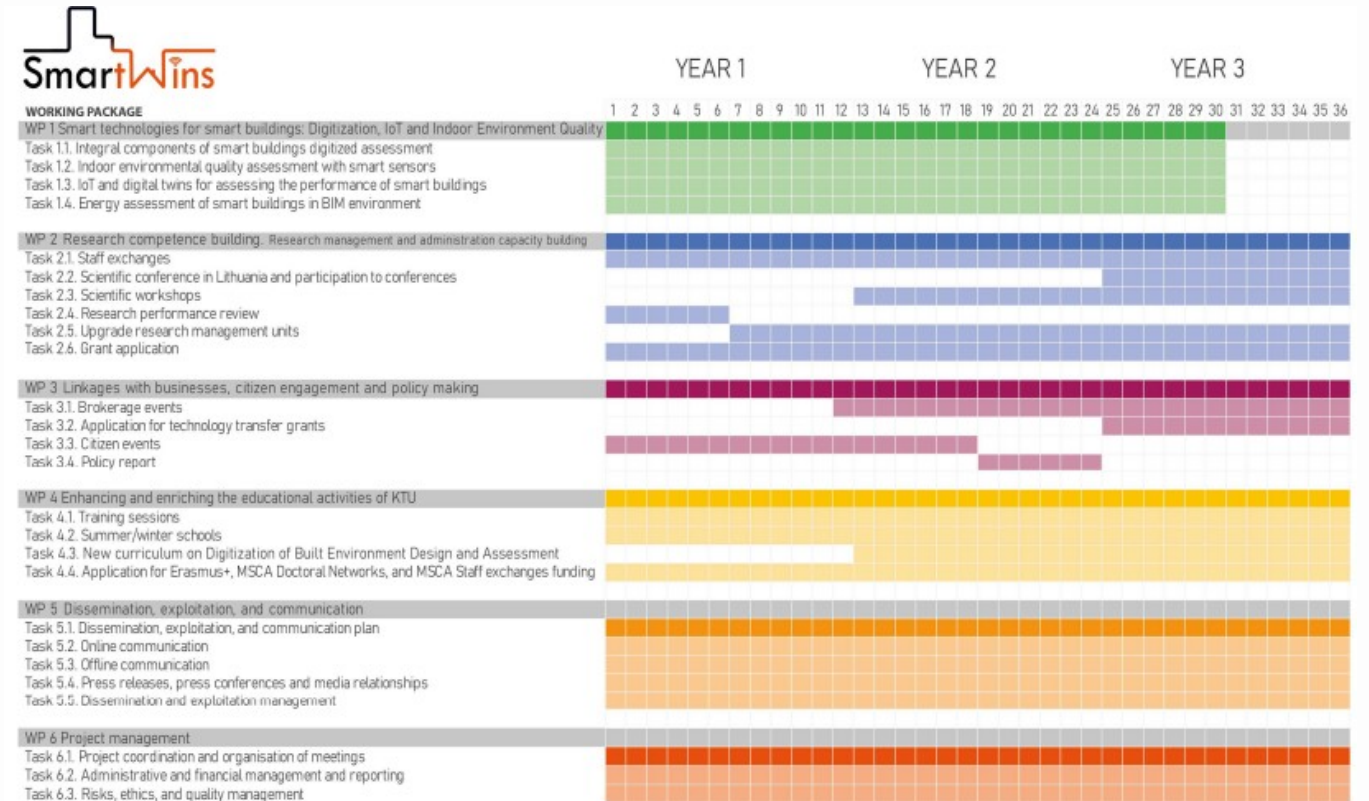 SmartWins
YEAR 1 YEAR 2 YEAR 3
WORKING PACKAGE 1 2 3 4 5 6 7 8 9 10 11 12 13 14 15 16 17 18 19 20 21 22 23 24 25 26 27 28 29 30 31 32 33 34 35 36
WP 1 Smart technologies for smart buildings: Digitization, IoT and Indoor Environment Quality
Task 1.1. Integral components of smart buildings digitized assessment
Task 1.2. Indoor environmental quality assessment with smart sensors
Task 1.3. IoT and digital twins for assessing the performance of smart buildings
Task 1.4. Energy assessment of smart buildings in BIM environment
WP 2 Research competence building. Research management and administration capacity building
Task 2.1. Staff exchanges
Task 2.2. Scientific conference in Lithuania and participation to conferences
Task 2.3. Scientific workshops
Task 2.4. Research performance review
Task 2.5. Upgrade research management units
Task 2.6. Grant application
WP 3 Linkages with businesses, citizen engagement and policy making
Task 3.1. Brokerage events
Task 3.2. Application for technology transfer grants
Task 3.3. Citizen events
Task 3.4. Policy report
WP 4 Enhancing and enriching the educational activities of KTU
Task 4.1. Training sessions
Task 4.2. Summer/winter schools
Task 4.3. New curriculum on Digitization of Built Environment Design and Assessment
Task 4.4. Application for Erasmus+, MSCA Doctoral Networks, and MSCA Staff exchanges funding
WP 5 Dissemination, exploitation, and communication
Task 5.1. Dissemination, exploitation, and communication plan
Task 5.2. Online communication
Task 5.3. Offline communication
Task 5.4. Press releases, press conferences and media relationships
Task 5.5. Dissemination and exploitation management
WP 6 Project management
Task 6.1. Project coordination and organisation of meetings
Task 6.2. Administrative and financial management and reporting
Task 6.3. Risks, ethics, and quality management